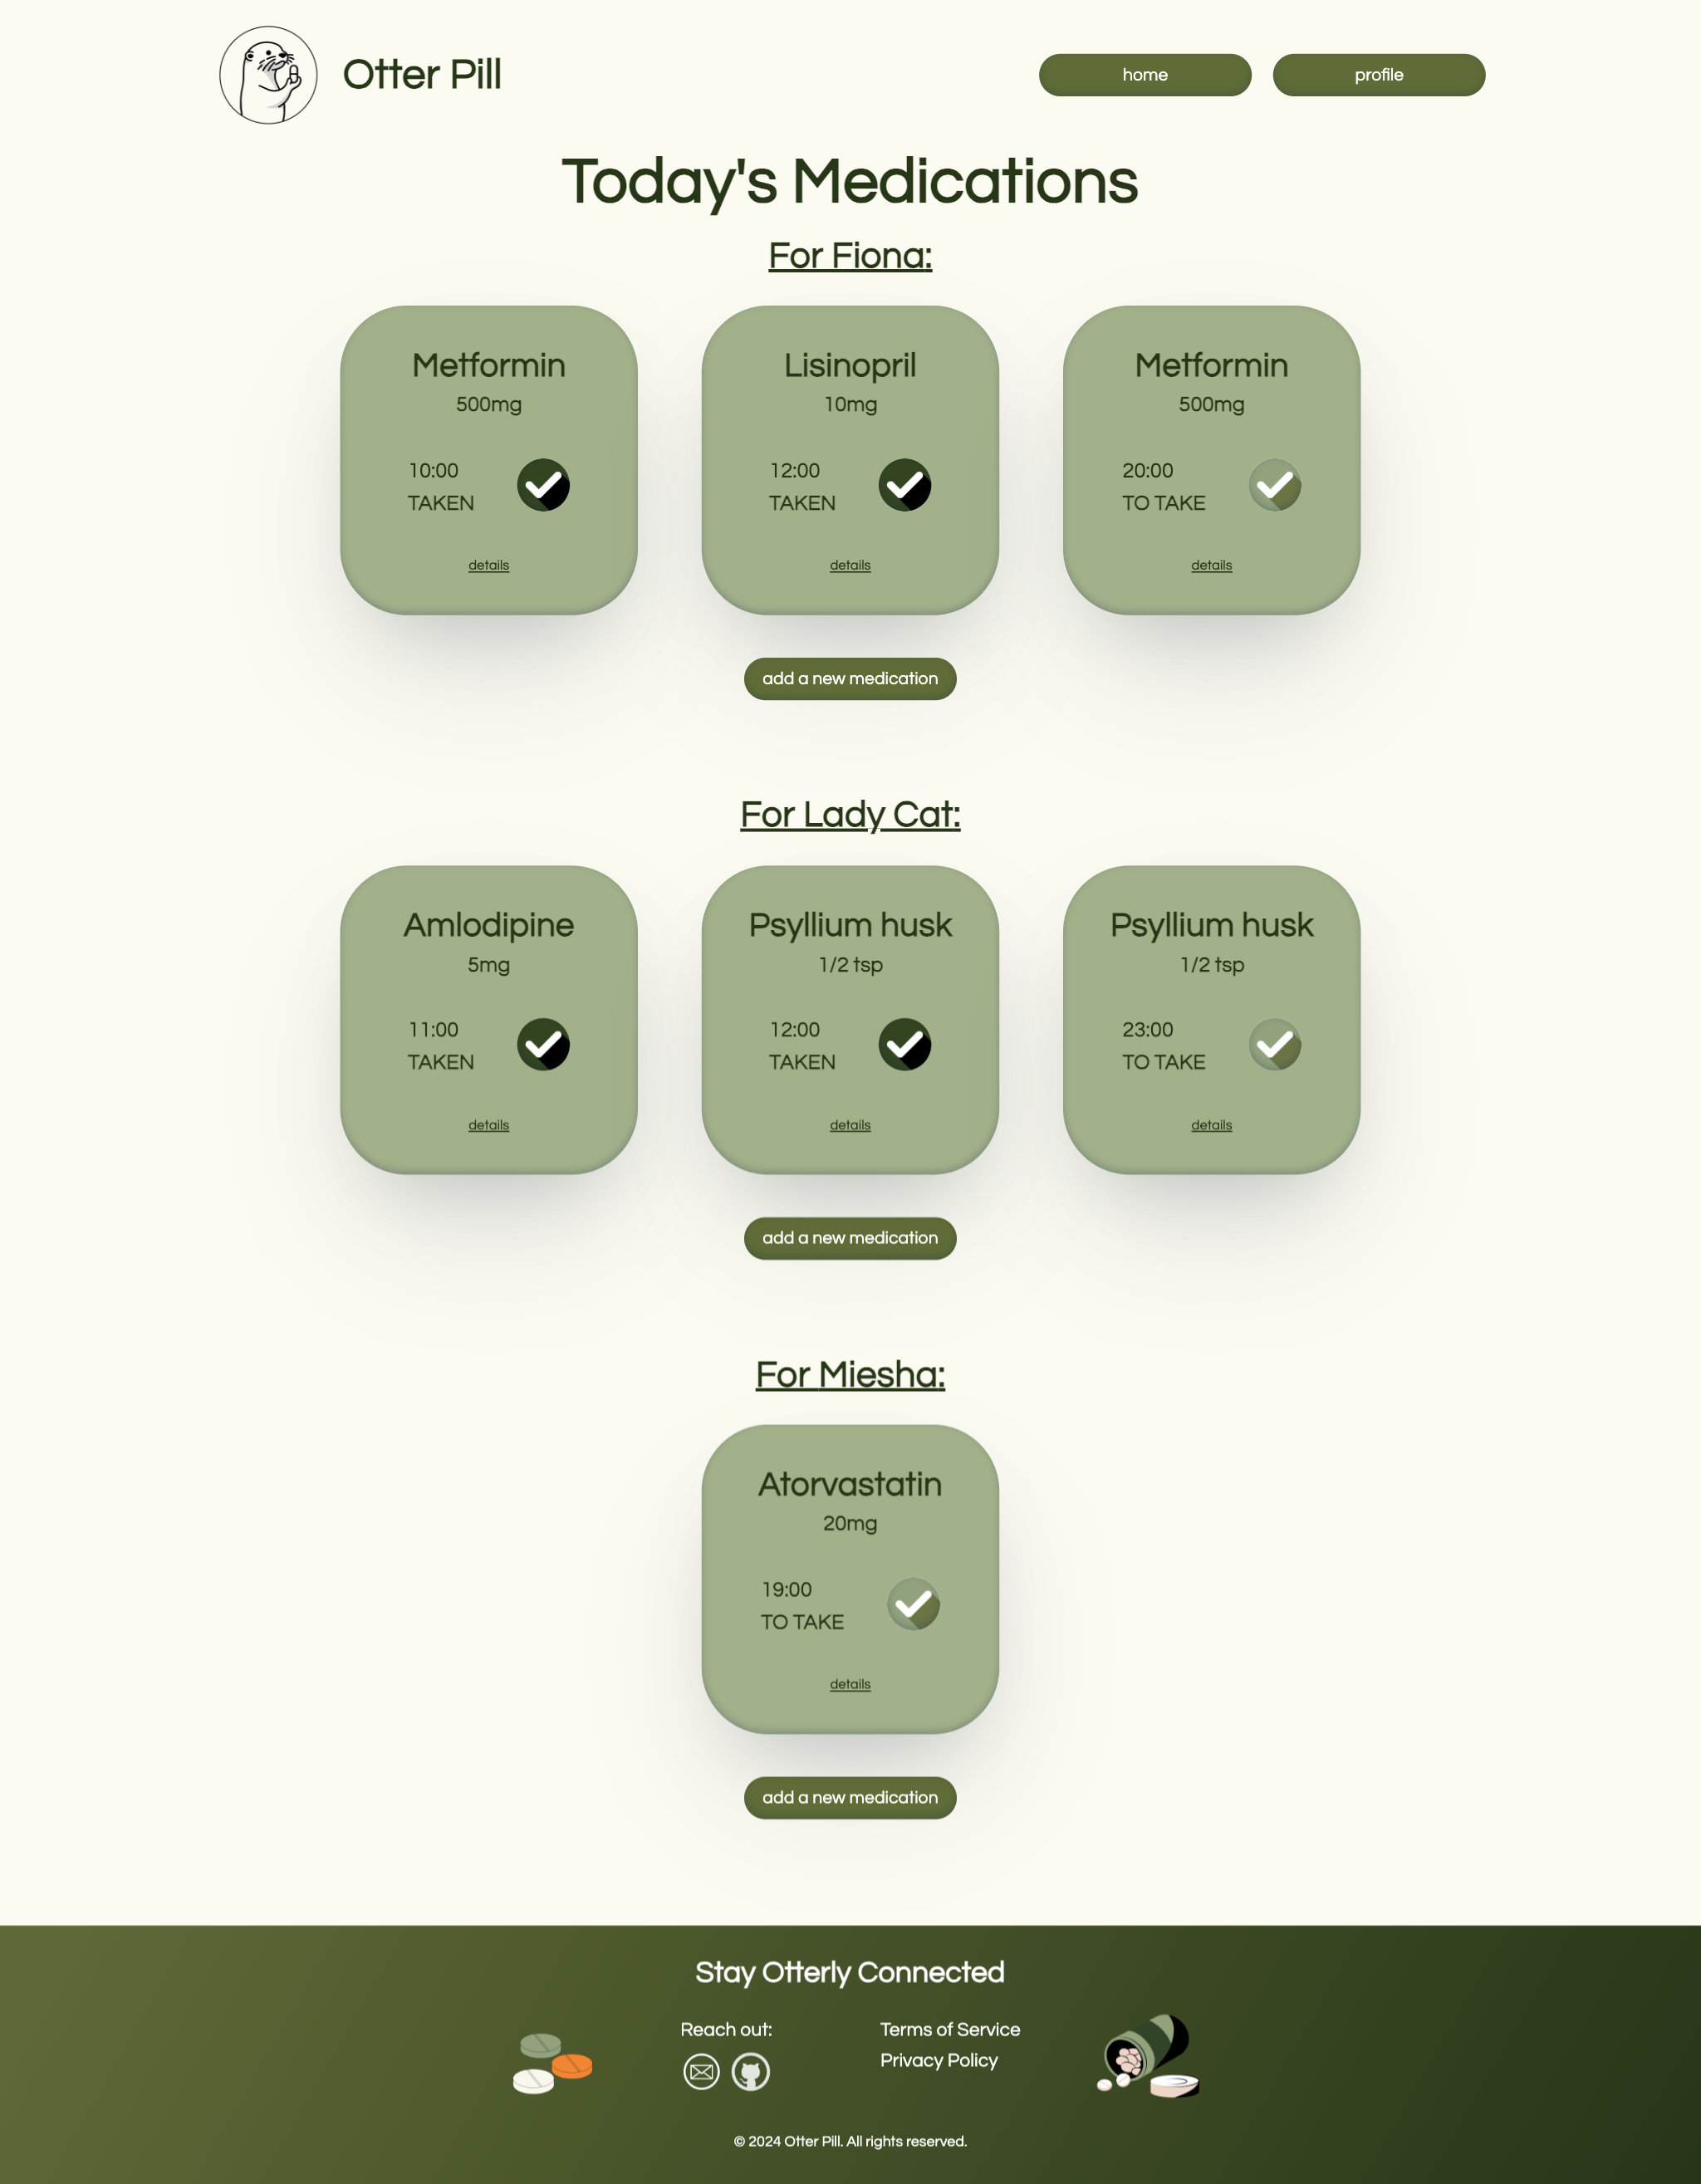 Otter Pill
home
profile
Today's Medications
For Fiona:
Metformin
500mg
10:00
TAKEN
details
Lisinopril
10mg
12:00
TAKEN
details
Metformin
500mg
20:00
TO TAKE
details
add a new medication
For Lady Cat:
Amlodipine
5mg
11:00
TAKEN
details
Psyllium husk
1/2 tsp
12:00
TAKEN
details
Psyllium husk
1/2 tsp
23:00
TO TAKE
details
add a new medication
For Miesha:
Atorvastatin
20mg
19:00
TO TAKE
details
add a new medication
Stay Otterly Connected
Reach out:
Terms of Service
Privacy Policy
© 2024 Otter Pill. All rights reserved.